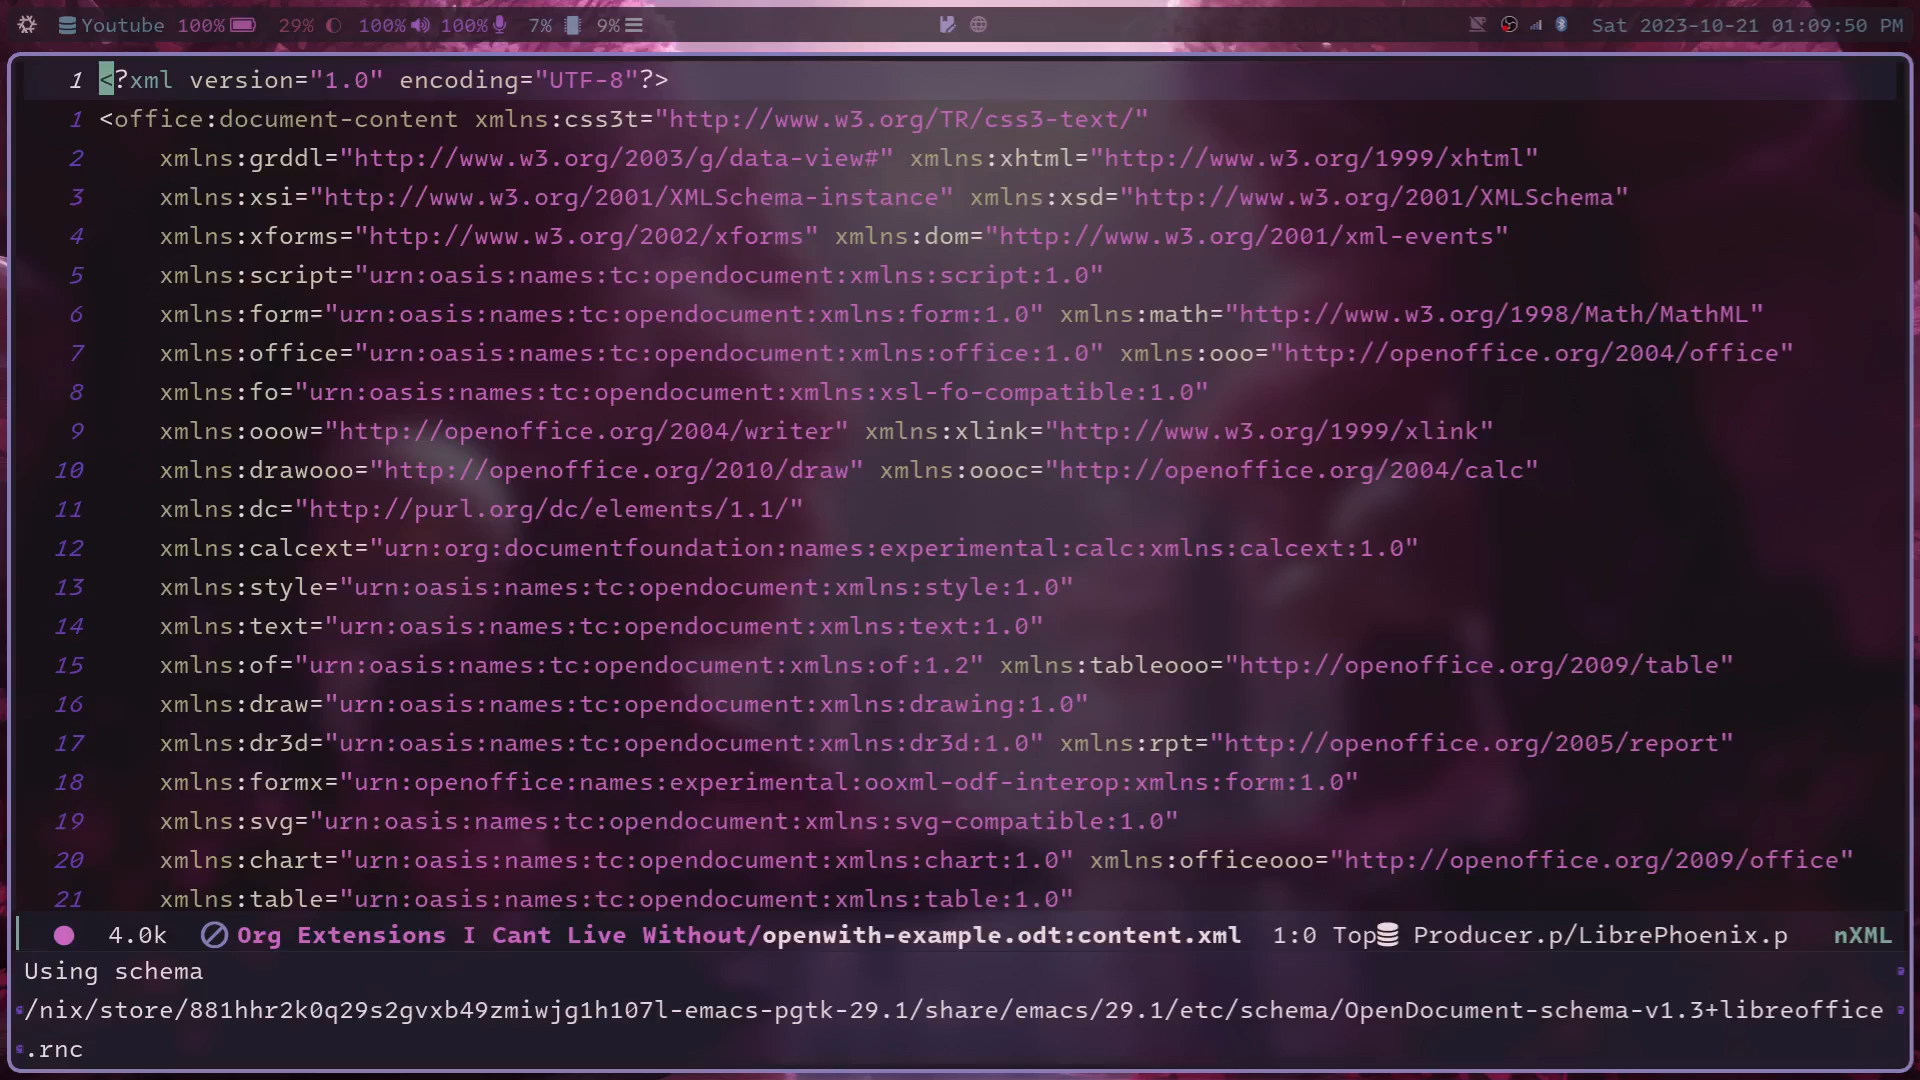 Youtube 100% 29% 100% 100% 7% 9% Sat 2023-10-21 01:09:50 PM
1 <?xml version="1.0" encoding="UTF-8"?>
1 <office:document-content xmlns:css3t="http://www.w3.org/TR/css3-text/"
2 xmlns:grddl="http://www.w3.org/2003/g/data-view#" xmlns:xhtml="http://www.w3.org/1999/xhtml"
3 xmlns:xsi="http://www.w3.org/2001/XMLSchema-instance" xmlns:xsd="http://www.w3.org/2001/XMLSchema"
4 xmlns:xforms="http://www.w3.org/2002/xforms" xmlns:dom="http://www.w3.org/2001/xml-events"
5 xmlns:script="urn:oasis:names:tc:opendocument:xmlns:script:1.0"
6 xmlns:form="urn:oasis:names:tc:opendocument:xmlns:form:1.0" xmlns:math="http://www.w3.org/1998/Math/MathML"
7 xmlns:office="urn:oasis:names:tc:opendocument:xmlns:office:1.0" xmlns:ooo="http://openoffice.org/2004/office"
8 xmlns:fo="urn:oasis:names:tc:opendocument:xmlns:xsl-fo-compatible:1.0"
9 xmlns:ooow="http://openoffice.org/2004/writer" xmlns:xlink="http://www.w3.org/1999/xlink"
10 xmlns:drawooo="http://openoffice.org/2010/draw" xmlns:oooc="http://openoffice.org/2004/calc"
11 xmlns:dc="http://purl.org/dc/elements/1.1/"
12 xmlns:calcext="urn:org:documentfoundation:names:experimental:calc:xmlns:calcext:1.0"
13 xmlns:style="urn:oasis:names:tc:opendocument:xmlns:style:1.0"
14 xmlns:text="urn:oasis:names:tc:opendocument:xmlns:text:1.0"
15 xmlns:of="urn:oasis:names:tc:opendocument:xmlns:of:1.2" xmlns:tableooo="http://openoffice.org/2009/table"
16 xmlns:draw="urn:oasis:names:tc:opendocument:xmlns:drawing:1.0"
17 xmlns:dr3d="urn:oasis:names:tc:opendocument:xmlns:dr3d:1.0" xmlns:rpt="http://openoffice.org/2005/report"
18 xmlns:formx="urn:openoffice:names:experimental:ooxml-odf-interop:xmlns:form:1.0"
19 xmlns:svg="urn:oasis:names:tc:opendocument:xmlns:svg-compatible:1.0"
20 xmlns:chart="urn:oasis:names:tc:opendocument:xmlns:chart:1.0" xmlns:officeooo="http://openoffice.org/2009/office"
21 xmlns:table="urn:oasis:names:tc:opendocument:xmlns:table:1.0"
4.0k Org Extensions I Cant Live Without/openwith-example.odt:content.xml 1:0 Top Producer.p/LibrePhoenix.p nXML
Using schema
/nix/store/881hhr2k0q29s2gvxb49zmiwjg1h107l-emacs-pgtk-29.1/share/emacs/29.1/etc/schema/OpenDocument-schema-v1.3+libreoffice
.rnc